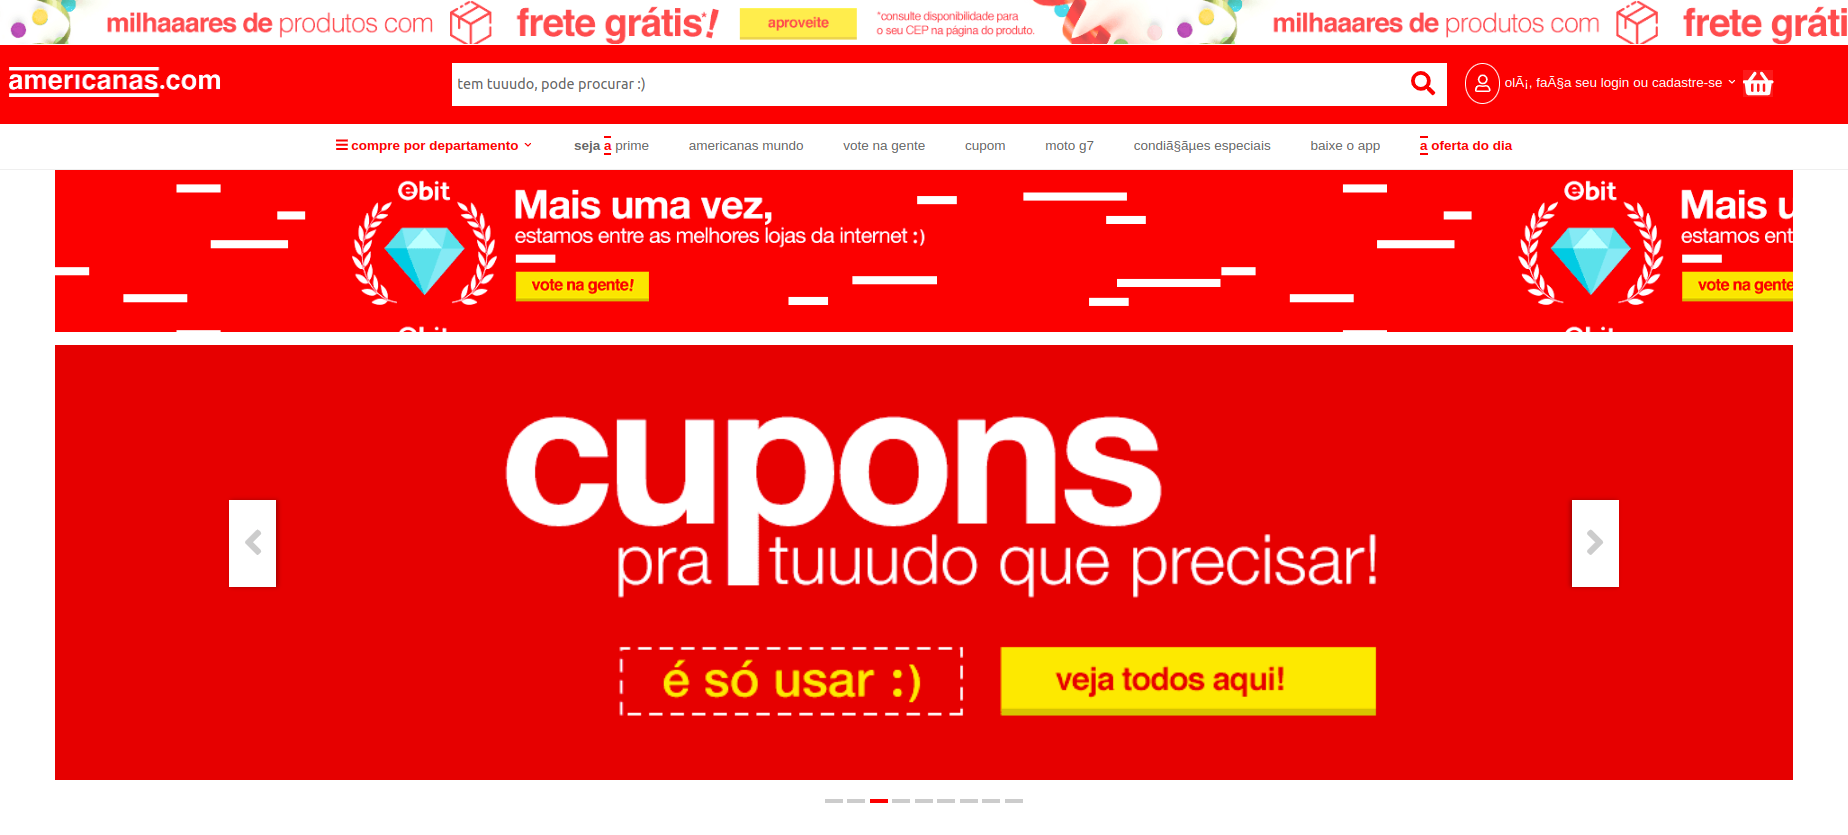 milhaaares de produtos com frete grátis*! aproveite *consulte disponibilidade para
o seu CEP na página do produto.
milhaaares de produtos com frete gráti
americanas.com
tem tuuudo, pode procurar :)
olÃ¡, faÃ§a seu login ou cadastre-se
compre por departamento
seja a prime
americanas mundo
vote na gente
cupom
moto g7
condiã§ãµes especiais
baixe o app
a oferta do dia
ebit
Mais uma vez,
estamos entre as melhores lojas da internet :)
vote na gente!
ebit
Mais u
estamos ent
vote na gente
cupons
pra tuuudo que precisar!
é só usar :)
veja todos aqui!